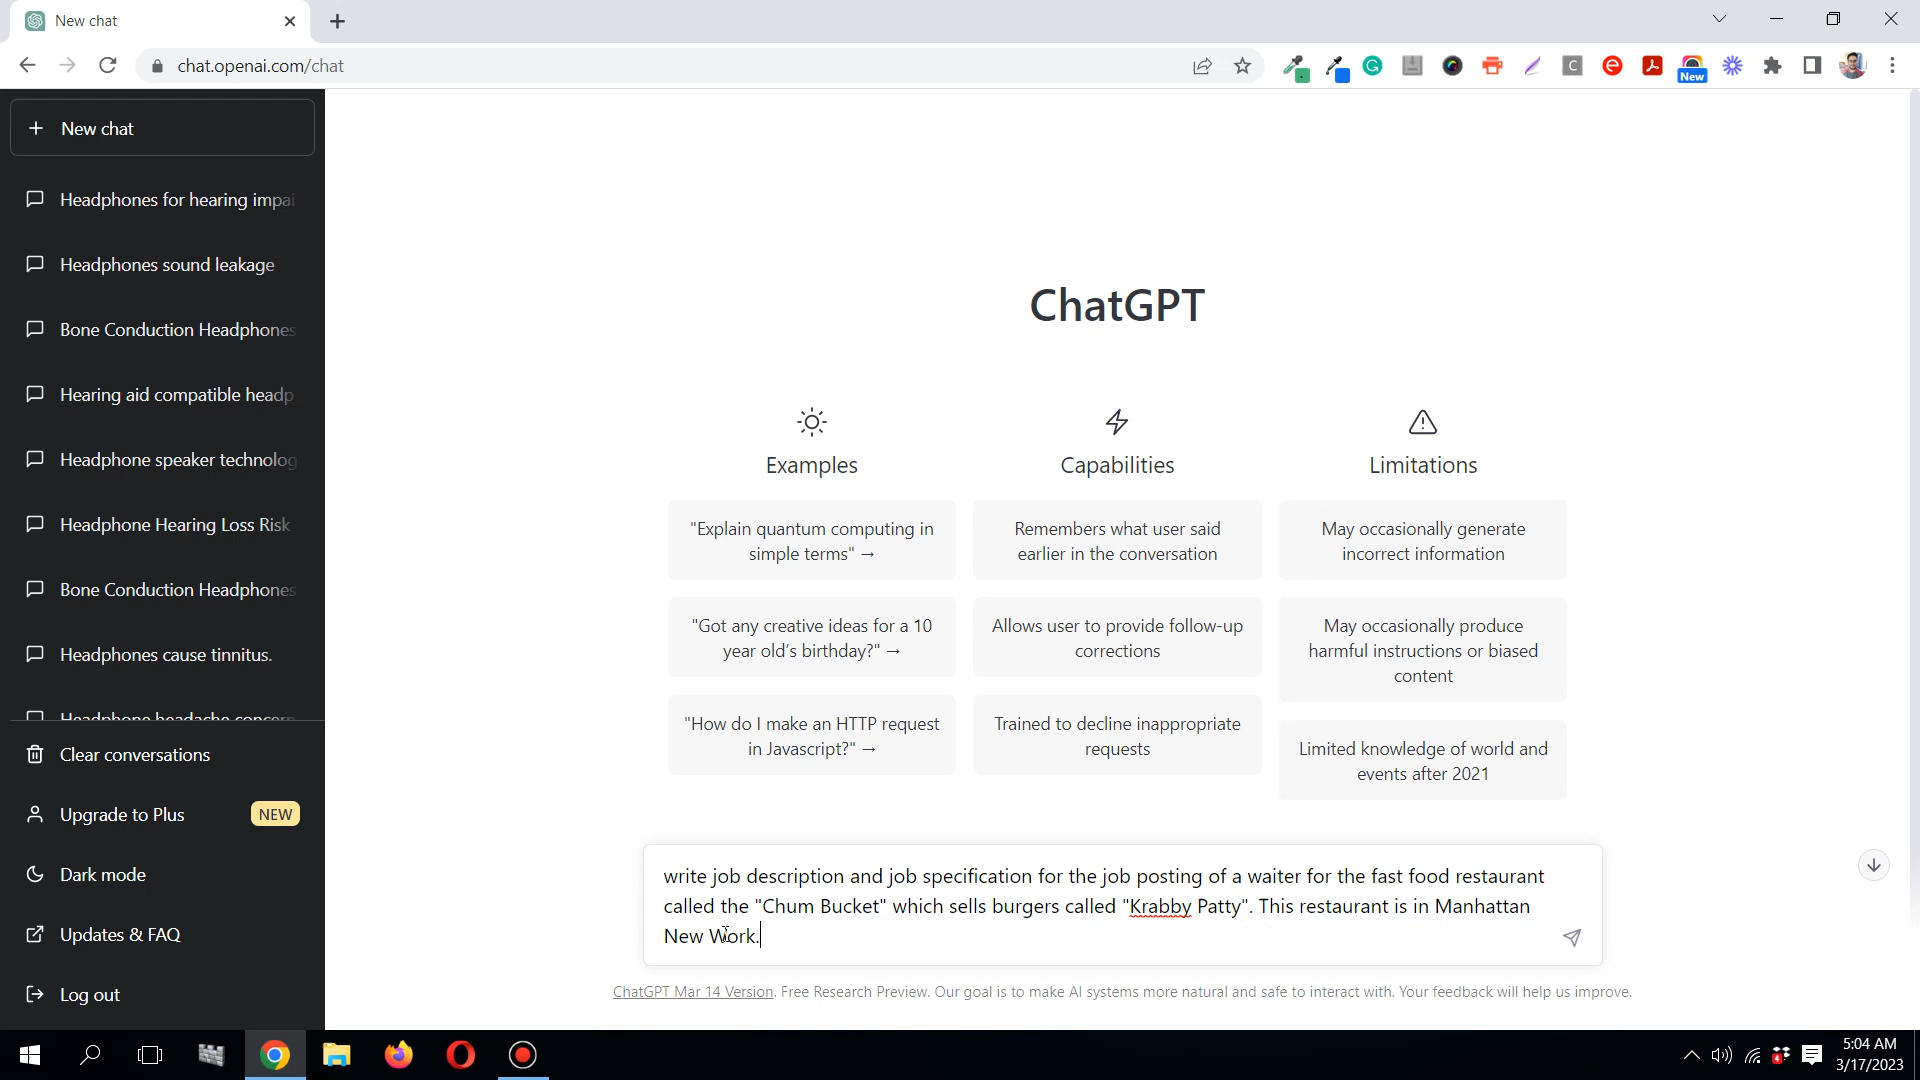 New chat
chat.openai.com/chat
New
New chat
Headphones for hearing impai
Headphones sound leakage
Bone Conduction Headphones
Hearing aid compatible headp
Headphone speaker technolog
Headphone Hearing Loss Risk
Bone Conduction Headphones
Headphones cause tinnitus.
Headphone headache concern
Clear conversations
Upgrade to Plus NEW
Dark mode
Updates & FAQ
Log out
ChatGPT
Examples
"Explain quantum computing in
simple terms" →
"Got any creative ideas for a 10
year old's birthday?" →
"How do I make an HTTP request
in Javascript?" →
Capabilities
Remembers what user said
earlier in the conversation
Allows user to provide follow-up
corrections
Trained to decline inappropriate
requests
Limitations
May occasionally generate
incorrect information
May occasionally produce
harmful instructions or biased
content
Limited knowledge of world and
events after 2021
write job description and job specification for the job posting of a waiter for the fast food restaurant
called the "Chum Bucket" which sells burgers called "Krabby Patty". This restaurant is in Manhattan
New Work.
ChatGPT Mar 14 Version. Free Research Preview. Our goal is to make AI systems more natural and safe to interact with. Your feedback will help us improve.
5:04 AM
3/17/2023